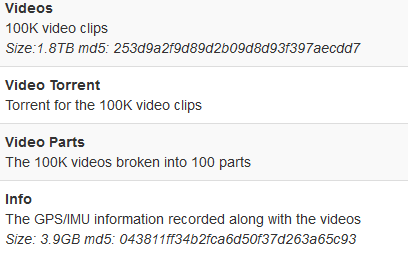 Videos
100K video clips
Size:1.8TB md5: 253d9a2f9d89d2b09d8d93f397aecdd7
Video Torrent
Torrent for the 100K video clips
Video Parts
The 100K videos broken into 100 parts
Info
The GPS/IMU information recorded along with the videos
Size: 3.9GB md5: 043811ff34b2fca6d50f37d263a65c93